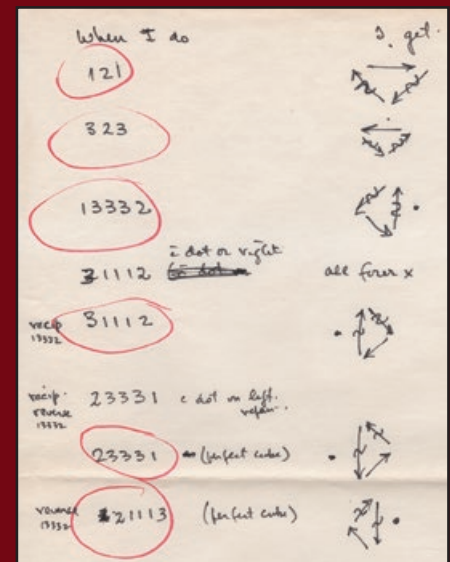 When I do I get
121
323
13332
c̄ dot on right
31112 all four x
recip 31112
13332
recip. 23331 c dot on left.
reverse
13332
23331 (perfect cube)
reverse 21113 (perfect cube)
13332